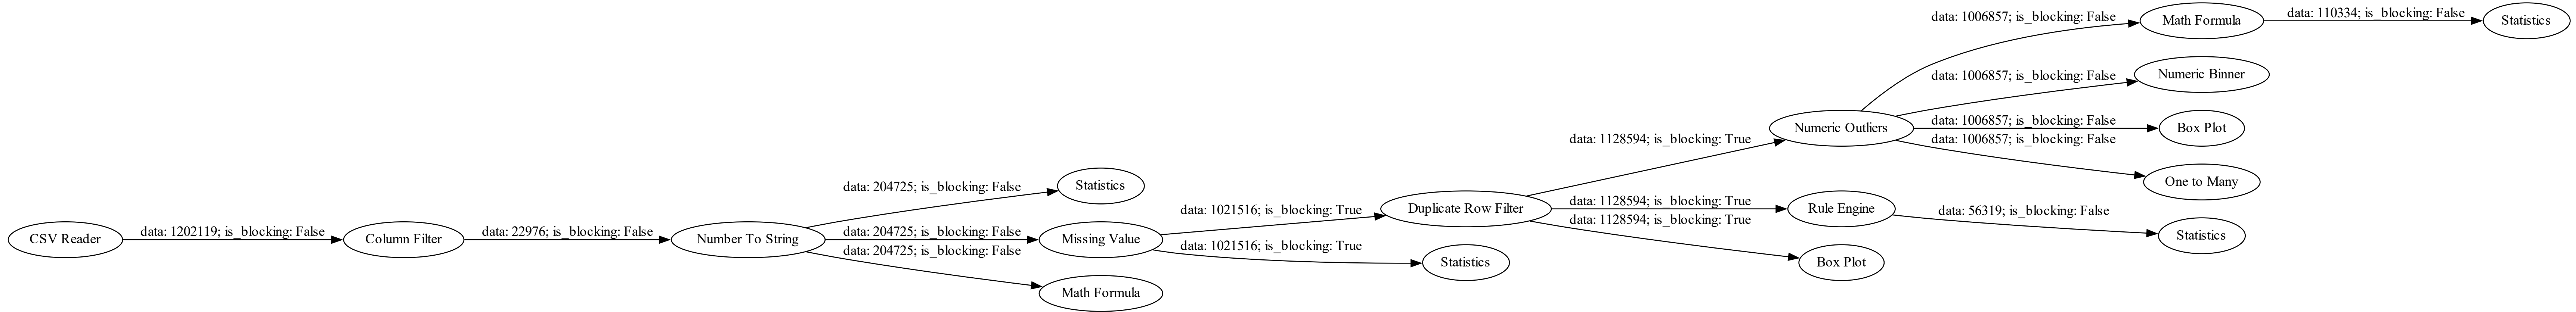 CSV Reader
data: 1202119; is_blocking: False
Column Filter
data: 22976; is_blocking: False
Number To String
data: 204725; is_blocking: False
Statistics
data: 204725; is_blocking: False
Missing Value
data: 204725; is_blocking: False
Math Formula
data: 1021516; is_blocking: True
Duplicate Row Filter
data: 1021516; is_blocking: True
Statistics
data: 1128594; is_blocking: True
Numeric Outliers
data: 1128594; is_blocking: True
Rule Engine
data: 1128594; is_blocking: True
Box Plot
data: 1006857; is_blocking: False
Math Formula
data: 1006857; is_blocking: False
Numeric Binner
data: 1006857; is_blocking: False
Box Plot
data: 1006857; is_blocking: False
One to Many
data: 56319; is_blocking: False
Statistics
data: 110334; is_blocking: False
Statistics